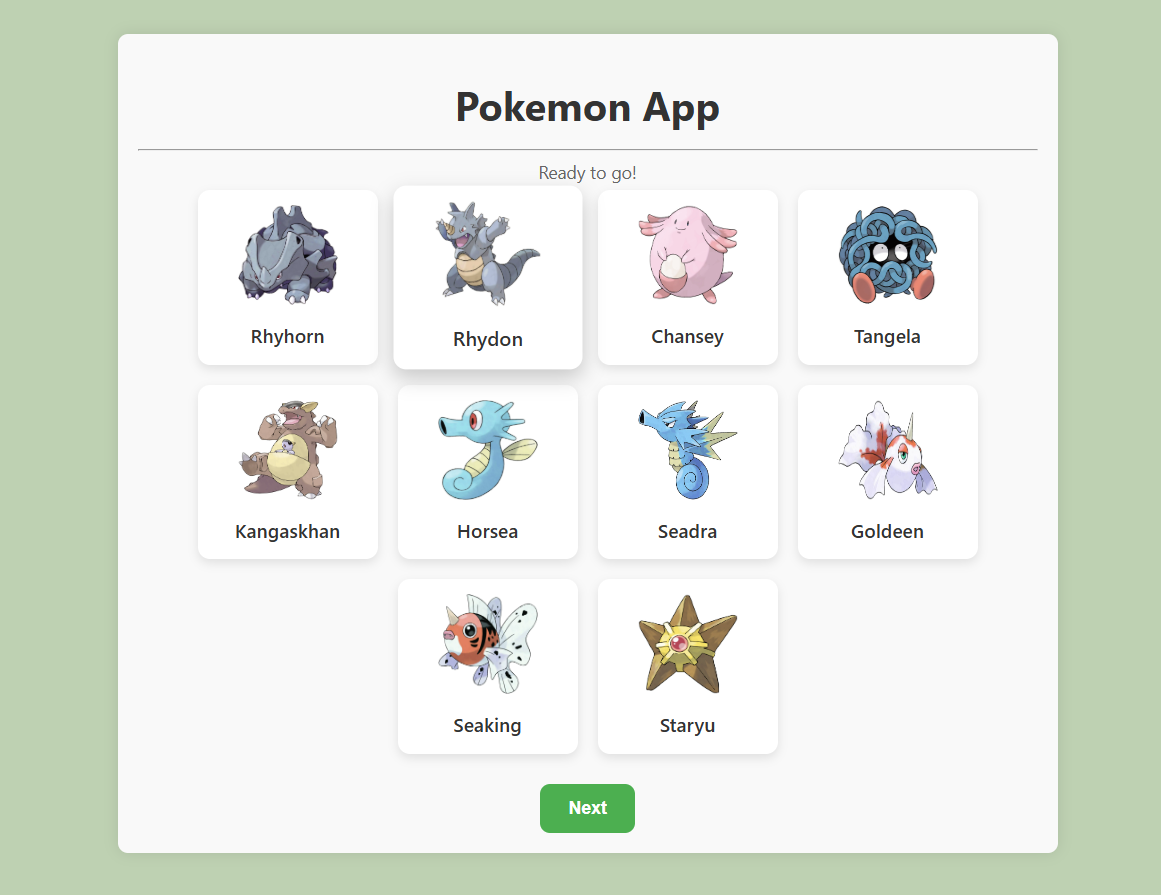 Pokemon App
Ready to go!
Rhyhorn
Rhydon
Chansey
Tangela
Kangaskhan
Horsea
Seadra
Goldeen
Seaking
Staryu
Next